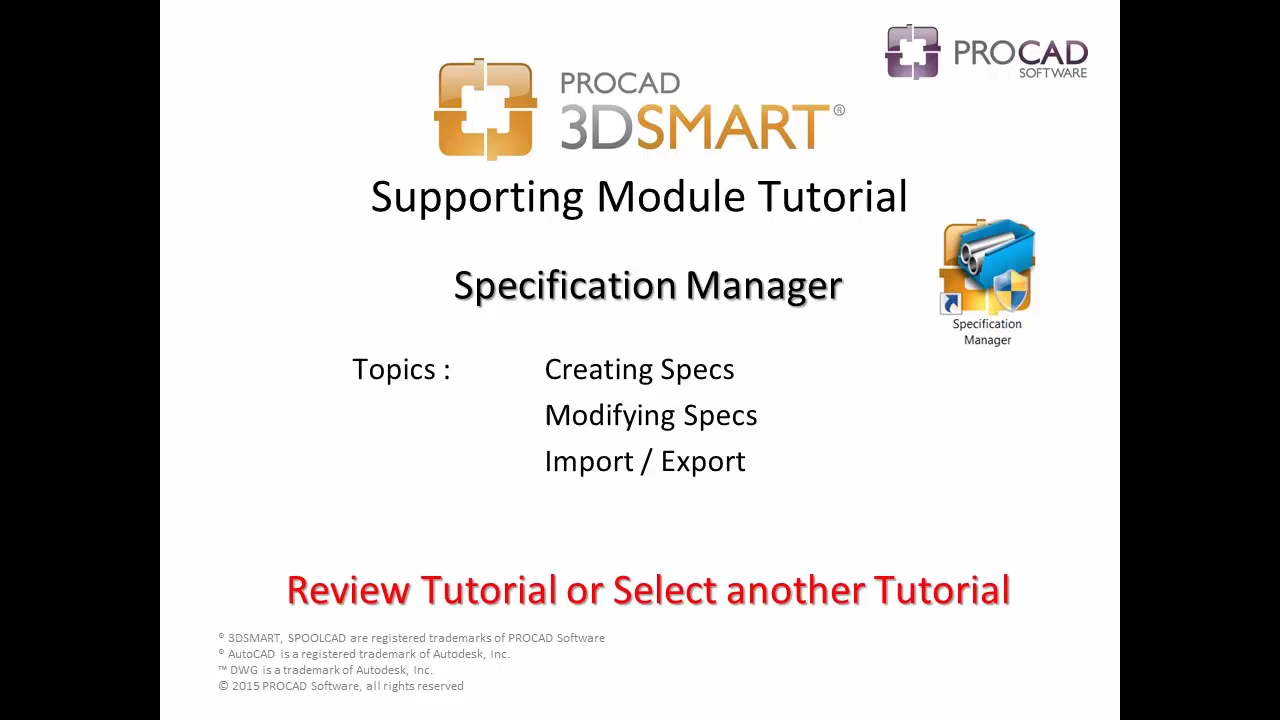 PROCAD
SOFTWARE
PROCAD
3DSMART®
Supporting Module Tutorial
Specification Manager
Specification
Manager
Topics :
Creating Specs
Modifying Specs
Import / Export
Review Tutorial or Select another Tutorial
® 3DSMART, SPOOLCAD are registered trademarks of PROCAD Software
® AutoCAD is a registered trademark of Autodesk, Inc.
™ DWG is a trademark of Autodesk, Inc.
© 2015 PROCAD Software, all rights reserved